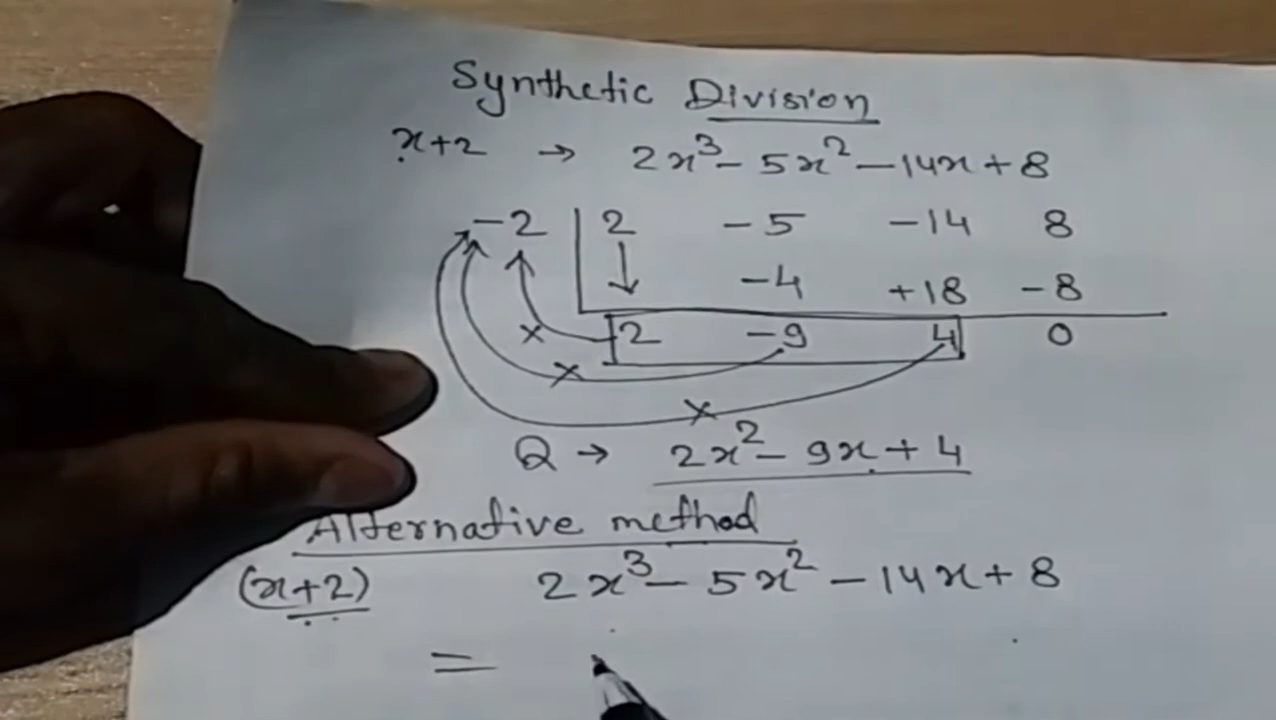 Synthetic Division
x+2 → 2x³ - 5x² - 14x + 8
-2 | 2 -5 -14 8
↓ -4 +18 -8
2 -9 4 0
×
×
×
Q → 2x² - 9x + 4
Alternative method
(x+2) 2x³ - 5x² - 14x + 8
=